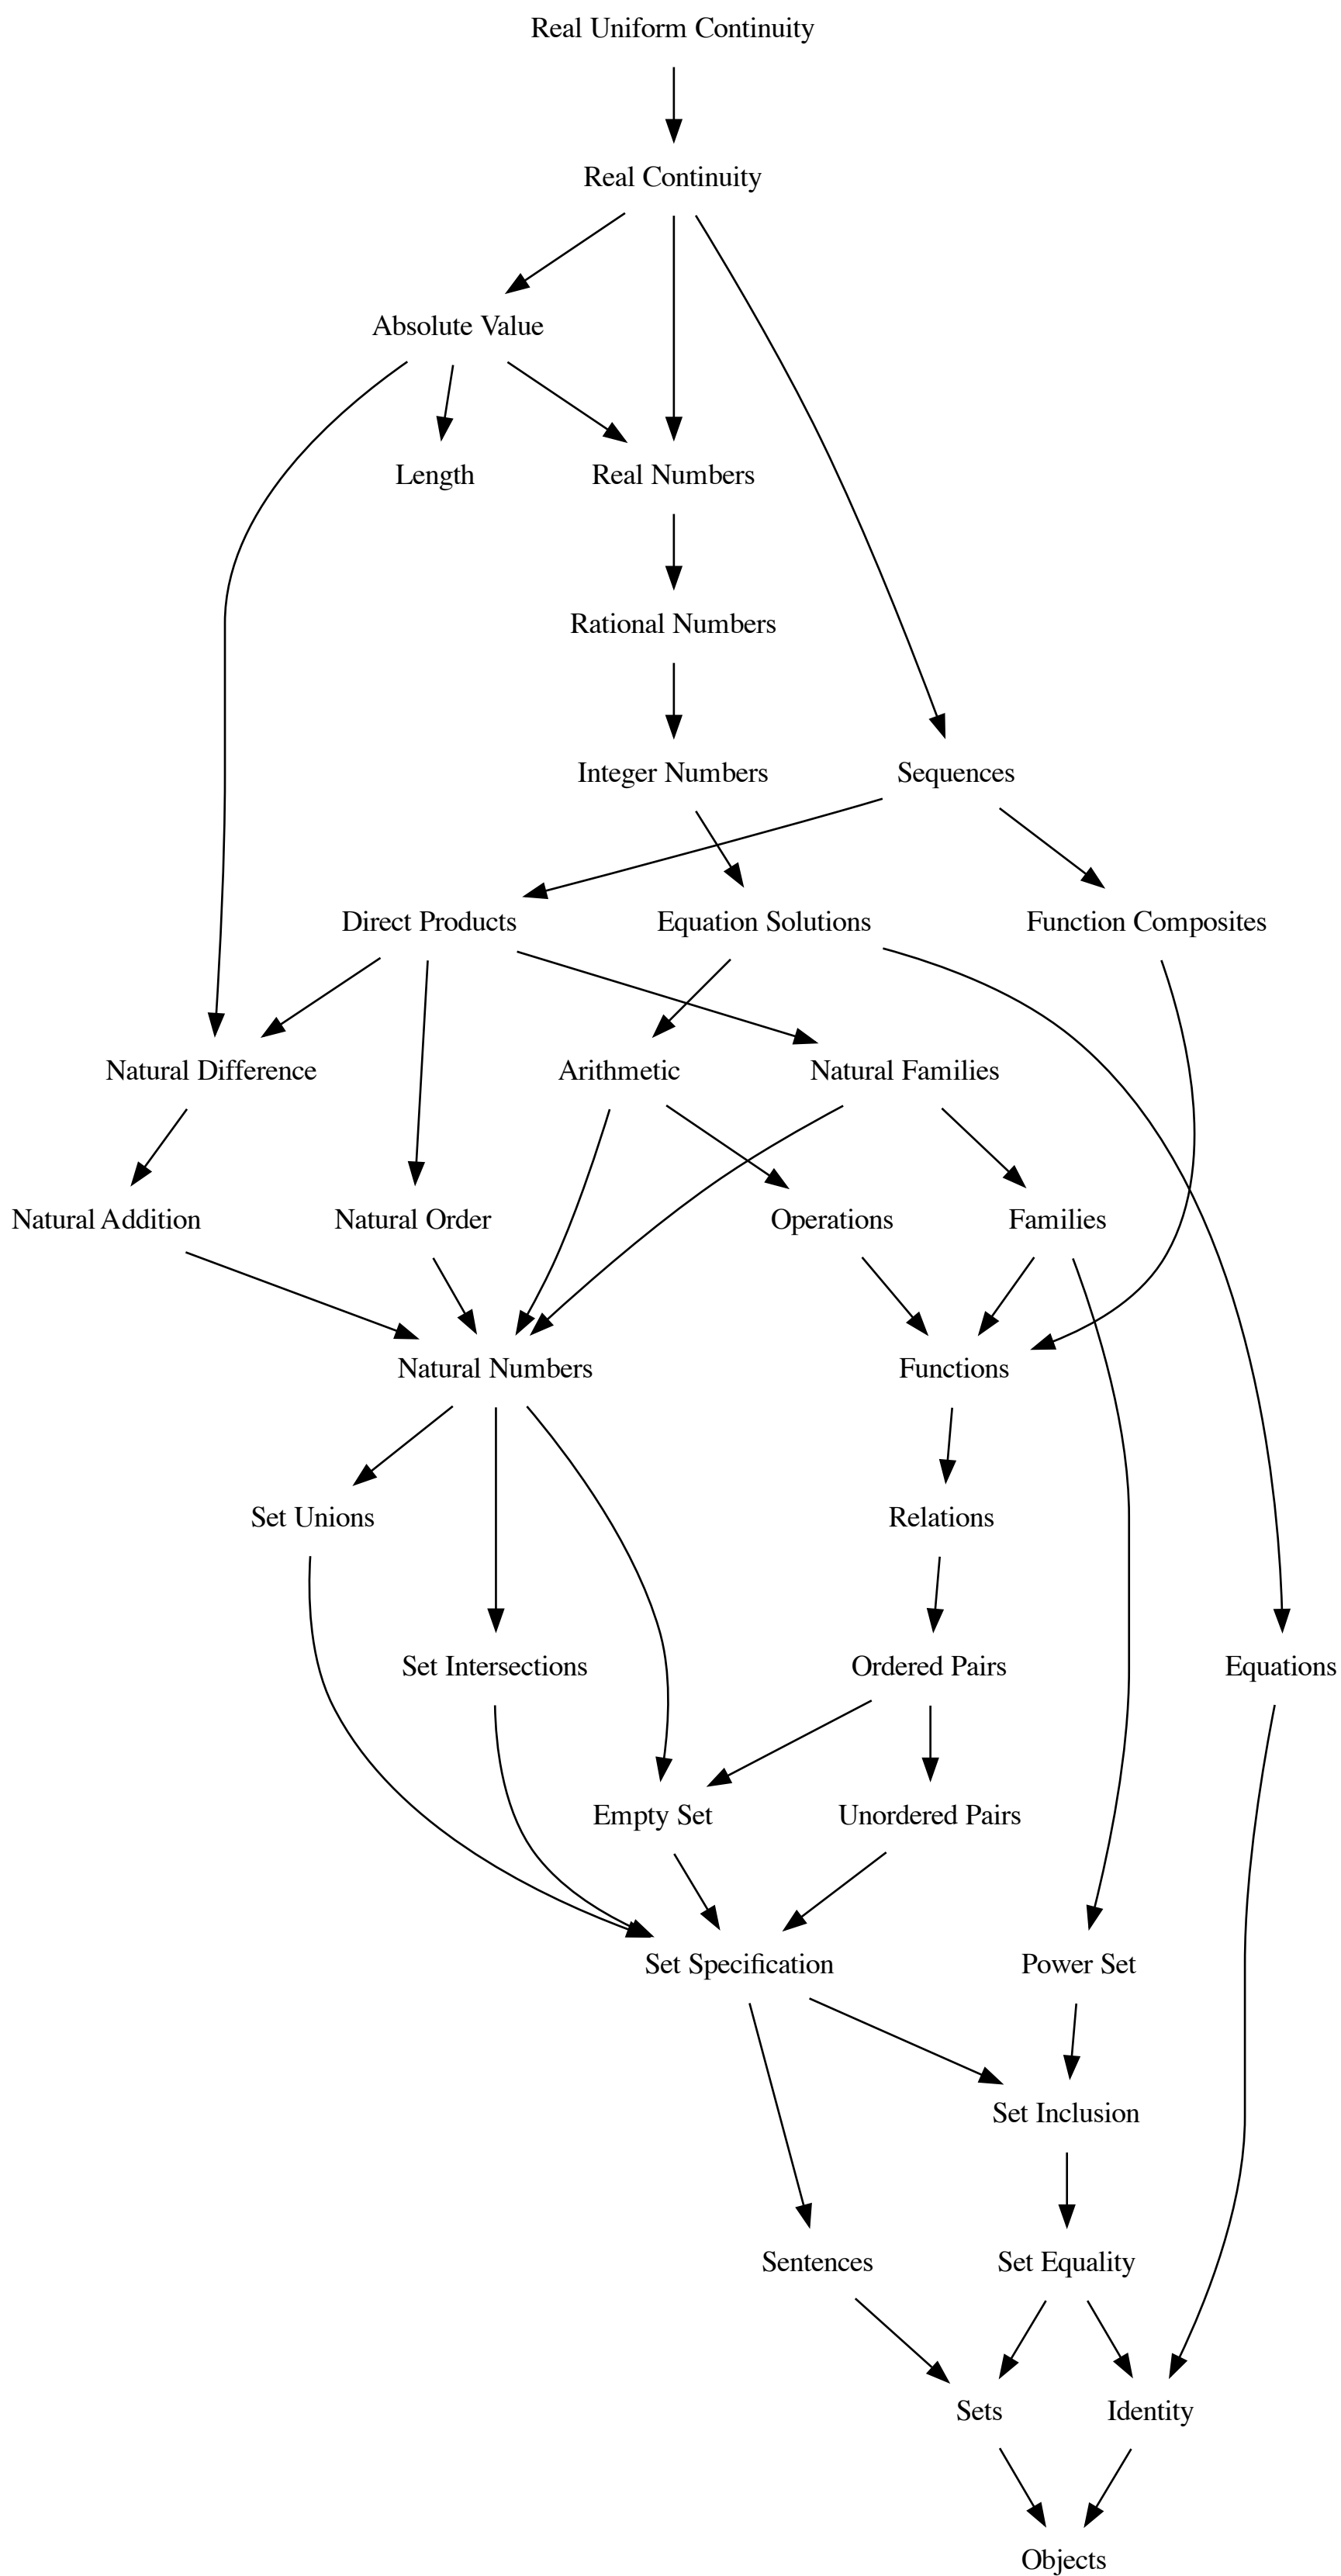 Real Uniform Continuity
Real Continuity
Absolute Value
Length
Real Numbers
Rational Numbers
Integer Numbers
Sequences
Direct Products
Equation Solutions
Function Composites
Natural Difference
Arithmetic
Natural Families
Natural Addition
Natural Order
Operations
Families
Natural Numbers
Functions
Set Unions
Relations
Set Intersections
Ordered Pairs
Equations
Empty Set
Unordered Pairs
Set Specification
Power Set
Set Inclusion
Sentences
Set Equality
Sets
Identity
Objects